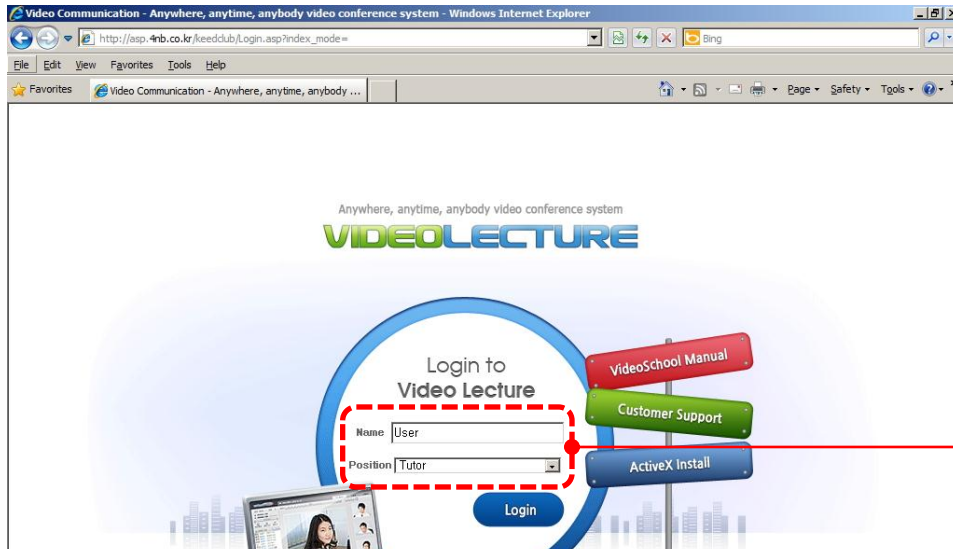 Video Communication - Anywhere, anytime, anybody video conference system - Windows Internet Explorer
http://asp.4nb.co.kr/keedclub/Login.asp?index_mode=
Bing
File Edit View Favorites Tools Help
Favorites Video Communication - Anywhere, anytime, anybody ... Page Safety Tools
Anywhere, anytime, anybody video conference system
VIDEOLECTURE
Login to
Video Lecture
Name User
Position Tutor
Login
VideoSchool Manual
Customer Support
ActiveX Install